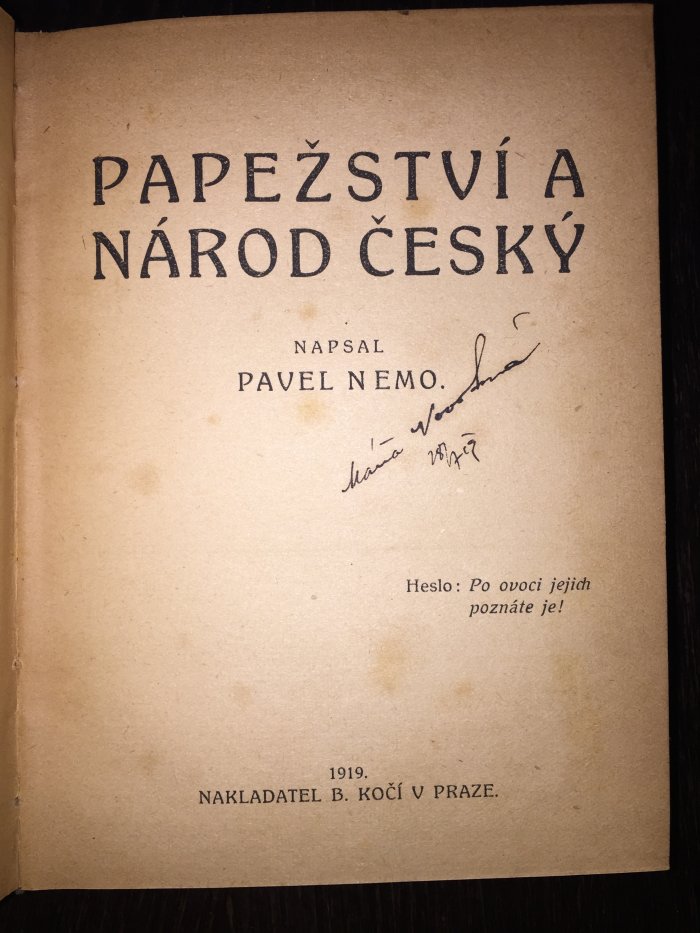 PAPEŽSTVÍ A
NÁROD ČESKÝ
NAPSAL
PAVEL NEMO.
Heslo: Po ovoci jejich
poznáte je!
1919.
NAKLADATEL B. KOČÍ V PRAZE.